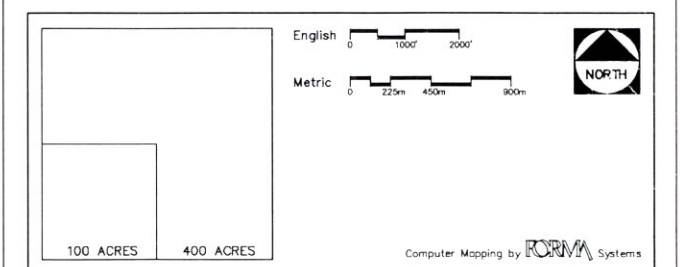 English
0 1000' 2000'
Metric
0 225m 450m 900m
NORTH
100 ACRES 400 ACRES
Computer Mapping by FORMA Systems